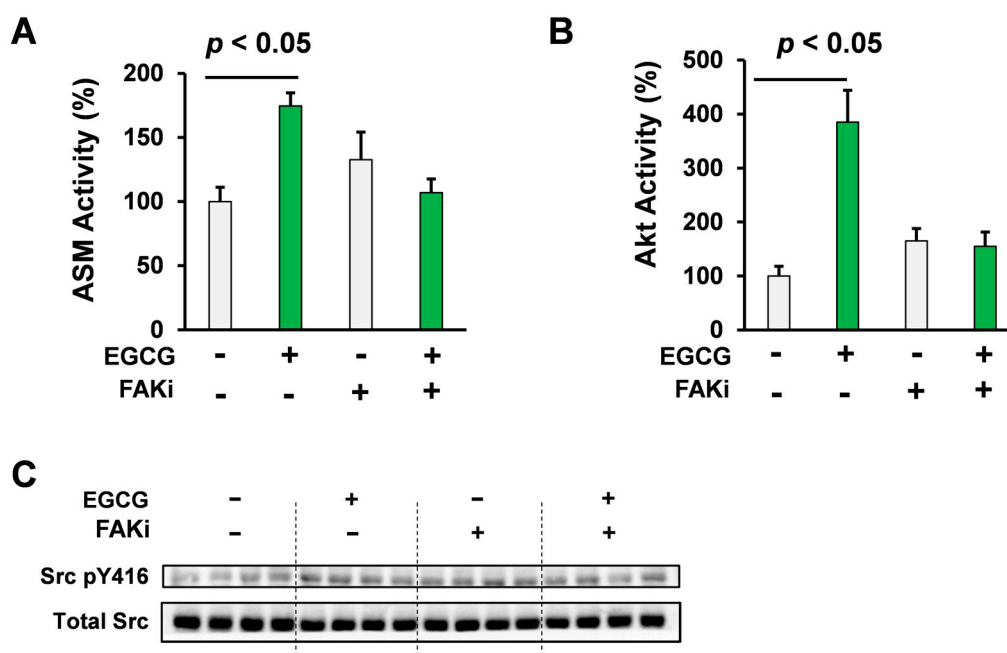 A
p < 0.05
ASM Activity (%)
200
150
100
50
0
EGCG - + - +
FAKi - - + +
B
p < 0.05
Akt Activity (%)
500
400
300
200
100
0
EGCG - + - +
FAKi - - + +
C
EGCG - + - +
FAKi - - + +
Src pY416
Total Src